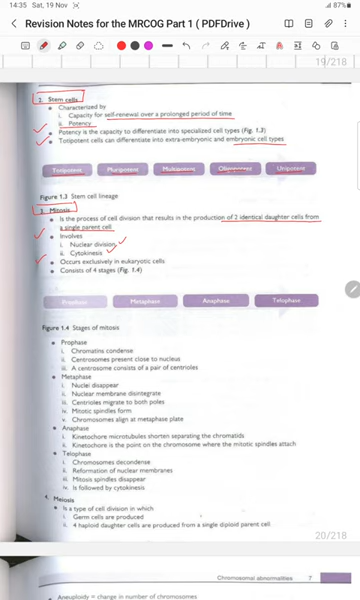 14:35 Sat, 19 Nov
87%
Revision Notes for the MRCOG Part 1 ( PDFDrive )
19/218
2. Stem cells
• Characterized by
i. Capacity for self-renewal over a prolonged period of time
ii. Potency
• Potency is the capacity to differentiate into specialized cell types (Fig. 1.3)
• Totipotent cells can differentiate into extra-embryonic and embryonic cell types
Totipotent Pluripotent Multipotent Oligopotent Unipotent
Figure 1.3 Stem cell lineage
3. Mitosis
• Is the process of cell division that results in the production of 2 identical daughter cells from
a single parent cell
• Involves
i. Nuclear division
ii. Cytokinesis
• Occurs exclusively in eukaryotic cells
• Consists of 4 stages (Fig. 1.4)
Prophase Metaphase Anaphase Telophase
Figure 1.4 Stages of mitosis
• Prophase
i. Chromatins condense
ii. Centrosomes present close to nucleus
iii. A centrosome consists of a pair of centrioles
• Metaphase
i. Nuclei disappear
ii. Nuclear membrane disintegrate
iii. Centrioles migrate to both poles
iv. Mitotic spindles form
v. Chromosomes align at metaphase plate
• Anaphase
i. Kinetochore microtubules shorten separating the chromatids
ii. Kinetochore is the point on the chromosome where the mitotic spindles attach
• Telophase
i. Chromosomes decondense
ii. Reformation of nuclear membranes
iii. Mitosis spindles disappear
iv. Is followed by cytokinesis
4. Meiosis
• Is a type of cell division in which
i. Germ cells are produced
ii. 4 haploid daughter cells are produced from a single diploid parent cell
20/218
Chromosomal abnormalities 7
• Aneuploidy = change in number of chromosomes